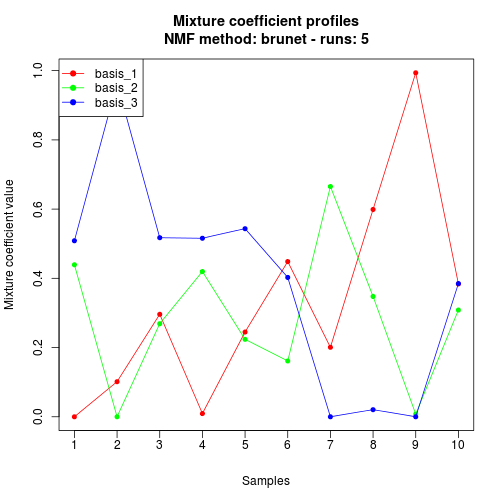 Mixture coefficient profiles
NMF method: brunet - runs: 5
basis_1
basis_2
basis_3
Mixture coefficient value
1.0
0.8
0.6
0.4
0.2
0.0
1 2 3 4 5 6 7 8 9 10
Samples